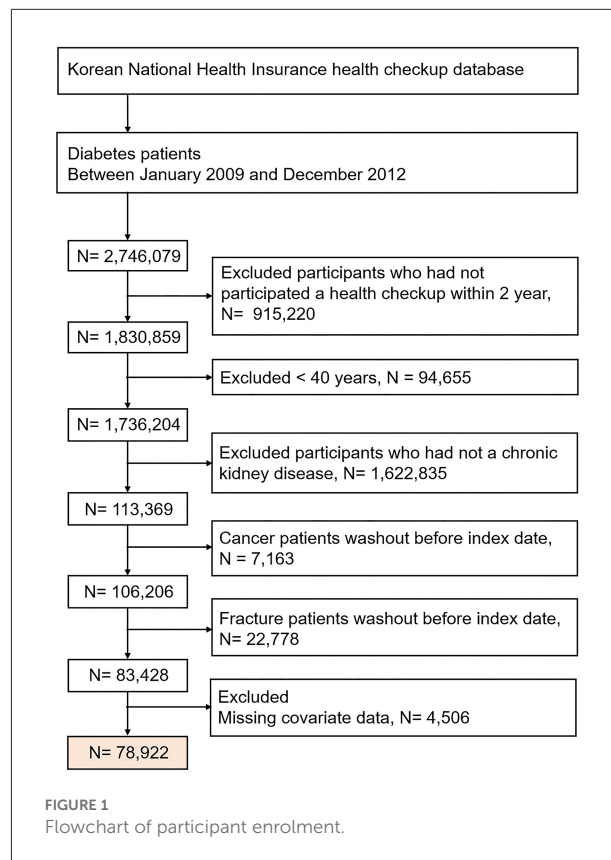 Korean National Health Insurance health checkup database
Diabetes patients
Between January 2009 and December 2012
N= 2,746,079
Excluded participants who had not
participated a health checkup within 2 year,
N=  915,220
N= 1,830,859
Excluded < 40 years, N = 94,655
N= 1,736,204
Excluded participants who had not a chronic
kidney disease, N= 1,622,835
N= 113,369
Cancer patients washout before index date,
N = 7,163
N= 106,206
Fracture patients washout before index date,
N= 22,778
N= 83,428
Excluded
Missing covariate data, N= 4,506
N= 78,922
FIGURE 1
Flowchart of participant enrolment.